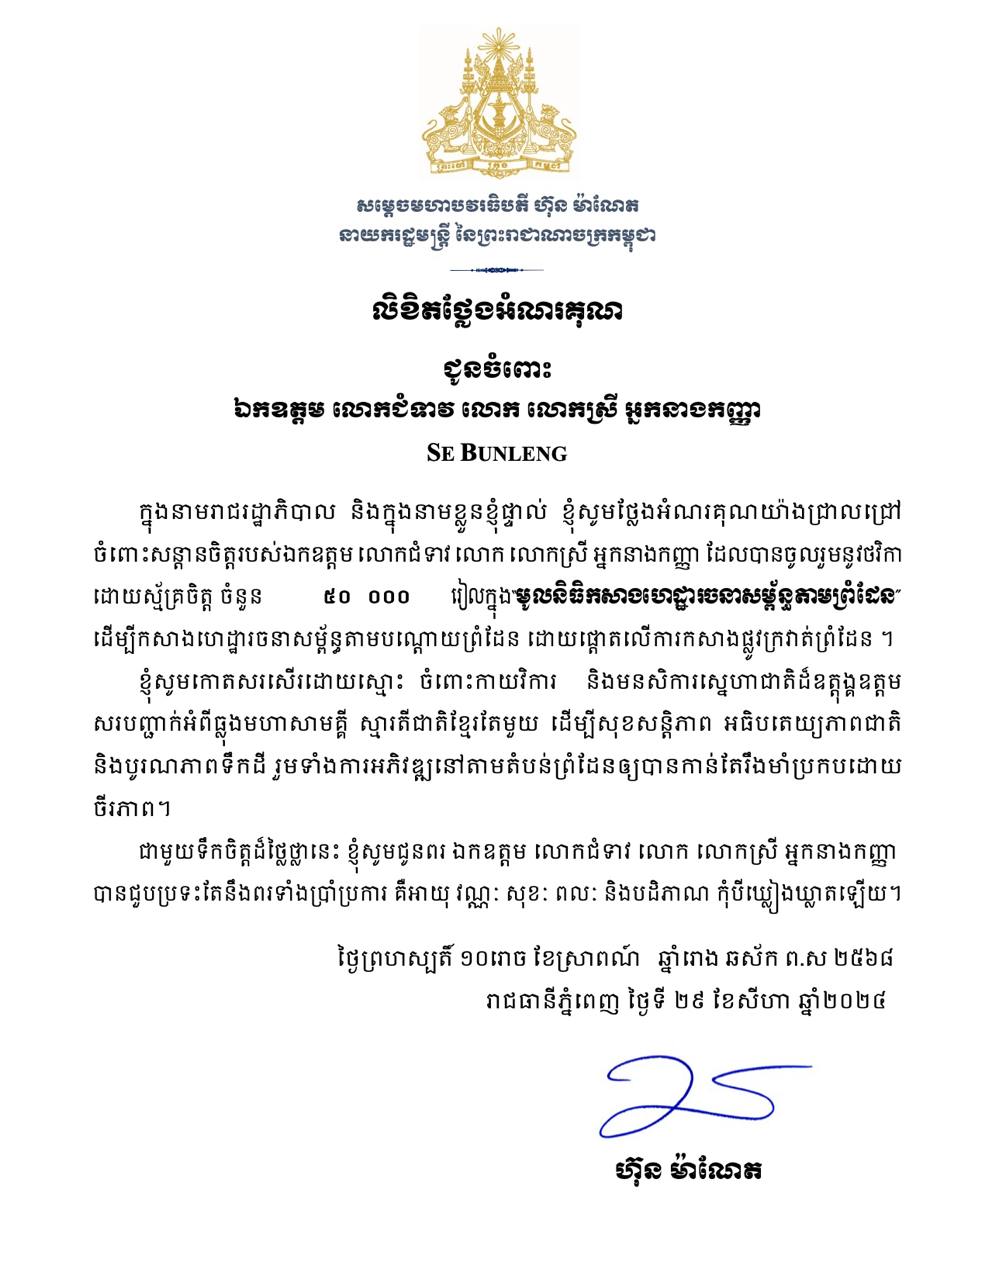 ព្រះចៅ ក្រុង កម្ពុជា
សម្តេចមហាបវរធិបតី ហ៊ុន ម៉ាណែត
នាយករដ្ឋមន្ត្រី នៃព្រះរាជាណាចក្រកម្ពុជា
លិខិតថ្លែងអំណរគុណ
ជូនចំពោះ
ឯកឧត្តម លោកជំទាវ លោក លោកស្រី អ្នកនាងកញ្ញា
SE BUNLENG
ក្នុងនាមរាជរដ្ឋាភិបាល និងក្នុងនាមខ្លួនខ្ញុំផ្ទាល់ ខ្ញុំសូមថ្លែងអំណរគុណយ៉ាងជ្រាលជ្រៅ
ចំពោះសន្តានចិត្តរបស់ឯកឧត្តម លោកជំទាវ លោក លោកស្រី អ្នកនាងកញ្ញា ដែលបានចូលរួមនូវថវិកា
ដោយស្ម័គ្រចិត្ត ចំនួន ៥០ ០០០ រៀលក្នុង“មូលនិធិកសាងហេដ្ឋារចនាសម្ព័ន្ធតាមព្រំដែន”
ដើម្បីកសាងហេដ្ឋារចនាសម្ព័ន្ធតាមបណ្តោយព្រំដែន ដោយផ្តោតលើការកសាងផ្លូវក្រវាត់ព្រំដែន ។
ខ្ញុំសូមកោតសរសើរដោយស្មោះ ចំពោះកាយវិការ និងមនសិការស្នេហាជាតិដ៏ឧត្តុង្គឧត្តម
សរបញ្ជាក់អំពីធ្លុងមហាសាមគ្គី ស្មារតីជាតិខ្មែរតែមួយ ដើម្បីសុខសន្តិភាព អធិបតេយ្យភាពជាតិ
និងបូរណភាពទឹកដី រួមទាំងការអភិវឌ្ឍនៅតាមតំបន់ព្រំដែនឲ្យបានកាន់តែរឹងមាំប្រកបដោយ
ចីរភាព។
ជាមួយទឹកចិត្តដ៏ថ្លៃថ្លានេះ ខ្ញុំសូមជូនពរ ឯកឧត្តម លោកជំទាវ លោក លោកស្រី អ្នកនាងកញ្ញា
បានជួបប្រទះតែនឹងពរទាំងប្រាំប្រការ គឺអាយុ វណ្ណៈ សុខៈ ពលៈ និងបដិភាណ កុំបីឃ្លៀងឃ្លាតឡើយ។
ថ្ងៃព្រហស្បតិ៍ ១០រោច ខែស្រាពណ៍ ឆ្នាំរោង ឆស័ក ព.ស ២៥៦៨
រាជធានីភ្នំពេញ ថ្ងៃទី ២៩ ខែសីហា ឆ្នាំ២០២៤
ហ៊ុន ម៉ាណែត